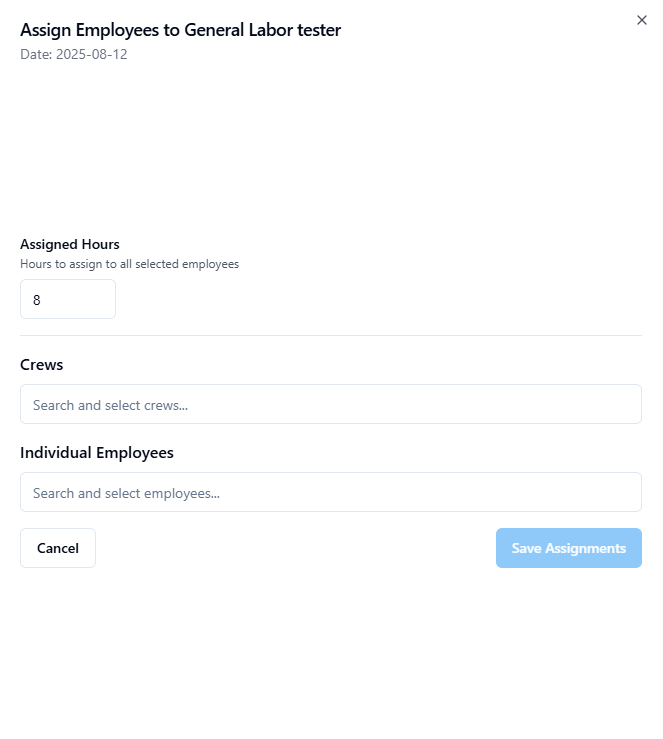 Assign Employees to General Labor tester
Date: 2025-08-12
Assigned Hours
Hours to assign to all selected employees
8
Crews
Search and select crews...
Individual Employees
Search and select employees...
Cancel
Save Assignments